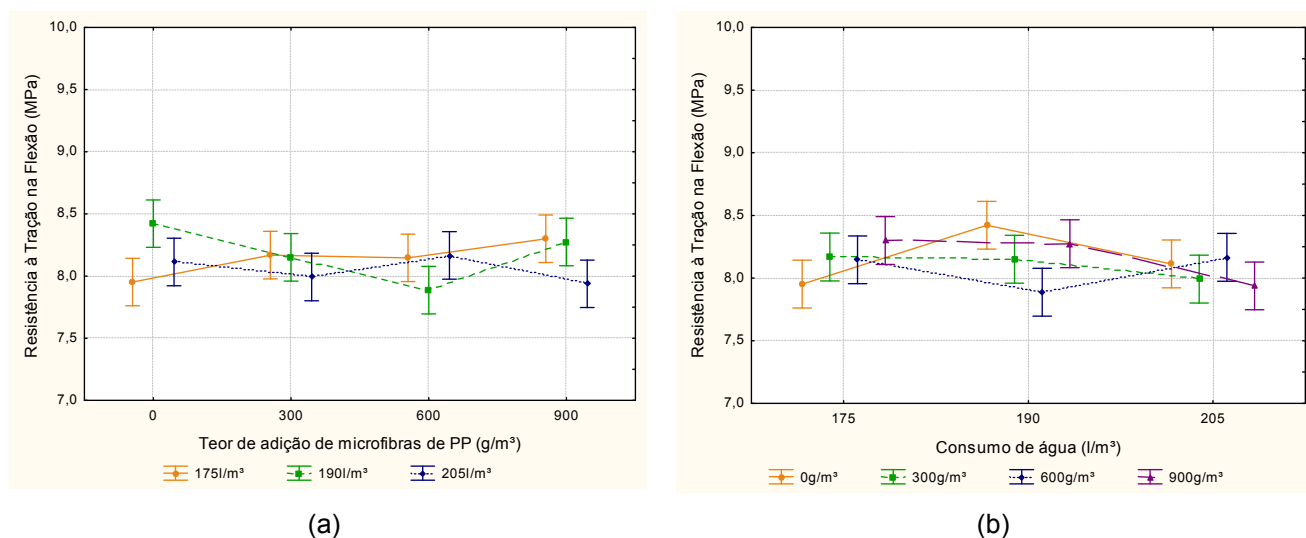 Resistência à Tração na Flexão (MPa)
10,0
9,5
9,0
8,5
8,0
7,5
7,0
0 300 600 900
Teor de adição de microfibras de PP (g/m³)
175l/m³ 190l/m³ 205l/m³
(a)
Resistência à Tração na Flexão (MPa)
10,0
9,5
9,0
8,5
8,0
7,5
7,0
175 190 205
Consumo de água (l/m³)
0g/m³ 300g/m³ 600g/m³ 900g/m³
(b)